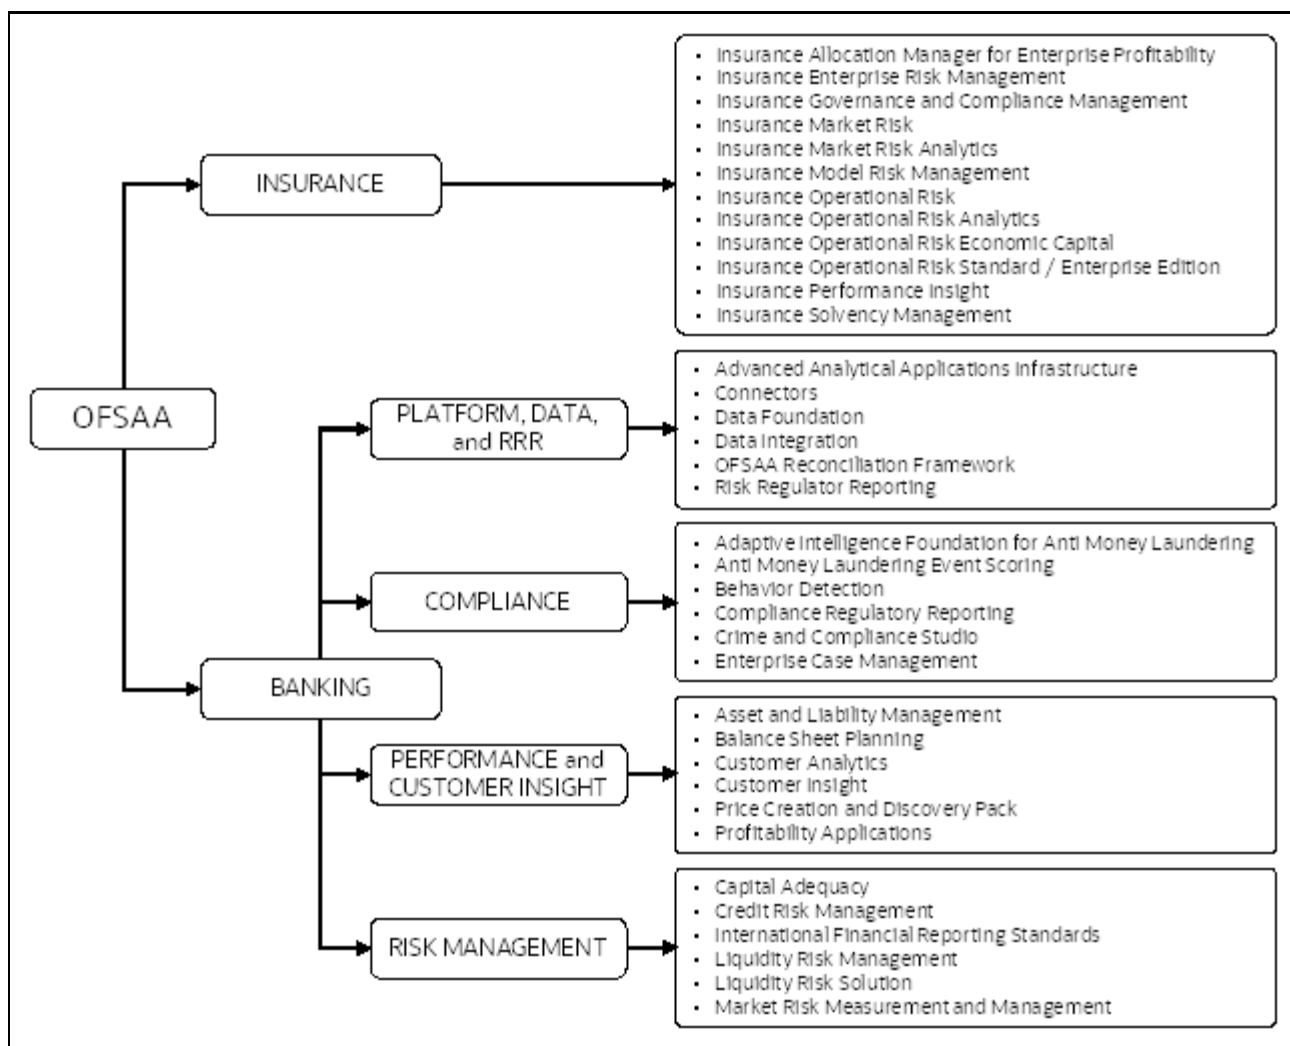 OFSAA
INSURANCE
• Insurance Allocation Manager for Enterprise Profitability
• Insurance Enterprise Risk Management
• Insurance Governance and Compliance Management
• Insurance Market Risk
• Insurance Market Risk Analytics
• Insurance Model Risk Management
• Insurance Operational Risk
• Insurance Operational Risk Analytics
• Insurance Operational Risk Economic Capital
• Insurance Operational Risk Standard / Enterprise Edition
• Insurance Performance Insight
• Insurance Solvency Management
BANKING
PLATFORM, DATA,
and RRR
• Advanced Analytical Applications Infrastructure
• Connectors
• Data Foundation
• Data Integration
• OFSAA Reconciliation Framework
• Risk Regulator Reporting
COMPLIANCE
• Adaptive Intelligence Foundation for Anti Money Laundering
• Anti Money Laundering Event Scoring
• Behavior Detection
• Compliance Regulatory Reporting
• Crime and Compliance Studio
• Enterprise Case Management
PERFORMANCE and
CUSTOMER INSIGHT
• Asset and Liability Management
• Balance Sheet Planning
• Customer Analytics
• Customer Insight
• Price Creation and Discovery Pack
• Profitability Applications
RISK MANAGEMENT
• Capital Adequacy
• Credit Risk Management
• International Financial Reporting Standards
• Liquidity Risk Management
• Liquidity Risk Solution
• Market Risk Measurement and Management